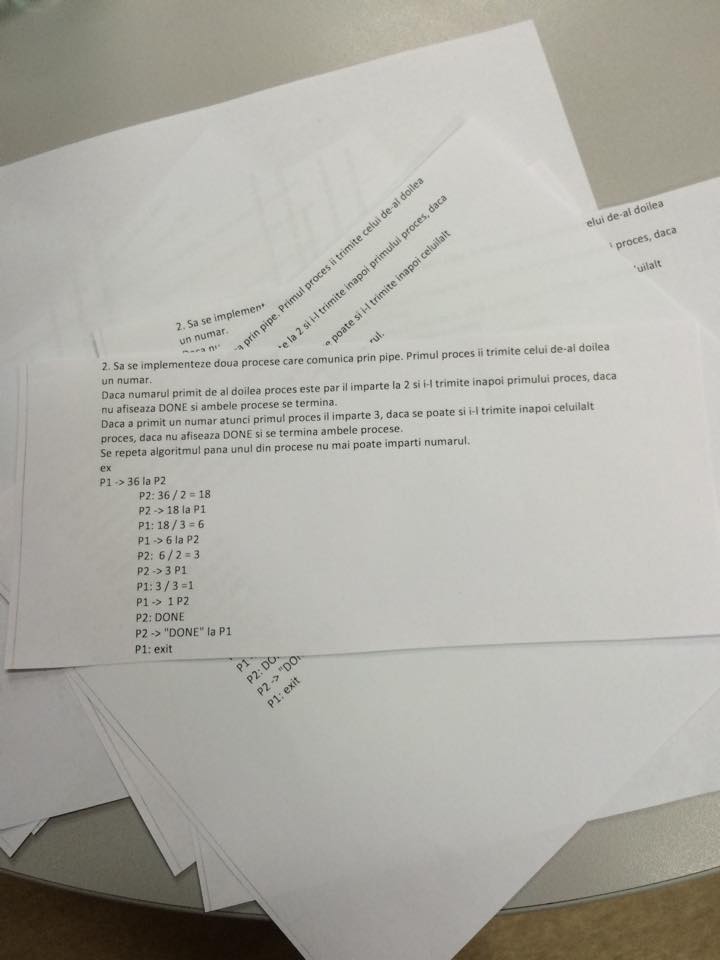 elui de-al doilea
proces, daca
uilalt
2. Sa se implemen
un numar.
a prin pipe. Primul proces ii trimite celui de-al doilea
te la 2 si i-l trimite inapoi primului proces, daca
e poate si i-l trimite inapoi celuilalt
rul.
2. Sa se implementeze doua procese care comunica prin pipe. Primul proces ii trimite celui de-al doilea
un numar.
Daca numarul primit de al doilea proces este par il imparte la 2 si i-l trimite inapoi primului proces, daca
nu afiseaza DONE si ambele procese se termina.
Daca a primit un numar atunci primul proces il imparte 3, daca se poate si i-l trimite inapoi celuilalt
proces, daca nu afiseaza DONE si se termina ambele procese.
Se repeta algoritmul pana unul din procese nu mai poate imparti numarul.
ex
P1 -> 36 la P2
P2: 36 / 2 = 18
P2 -> 18 la P1
P1: 18 / 3 = 6
P1 -> 6 la P2
P2: 6 / 2 = 3
P2 -> 3 P1
P1: 3 / 3 =1
P1 -> 1 P2
P2: DONE
P2 -> "DONE" la P1
P1: exit
P1
P2: DO
P2 -> "DO
P1: exit